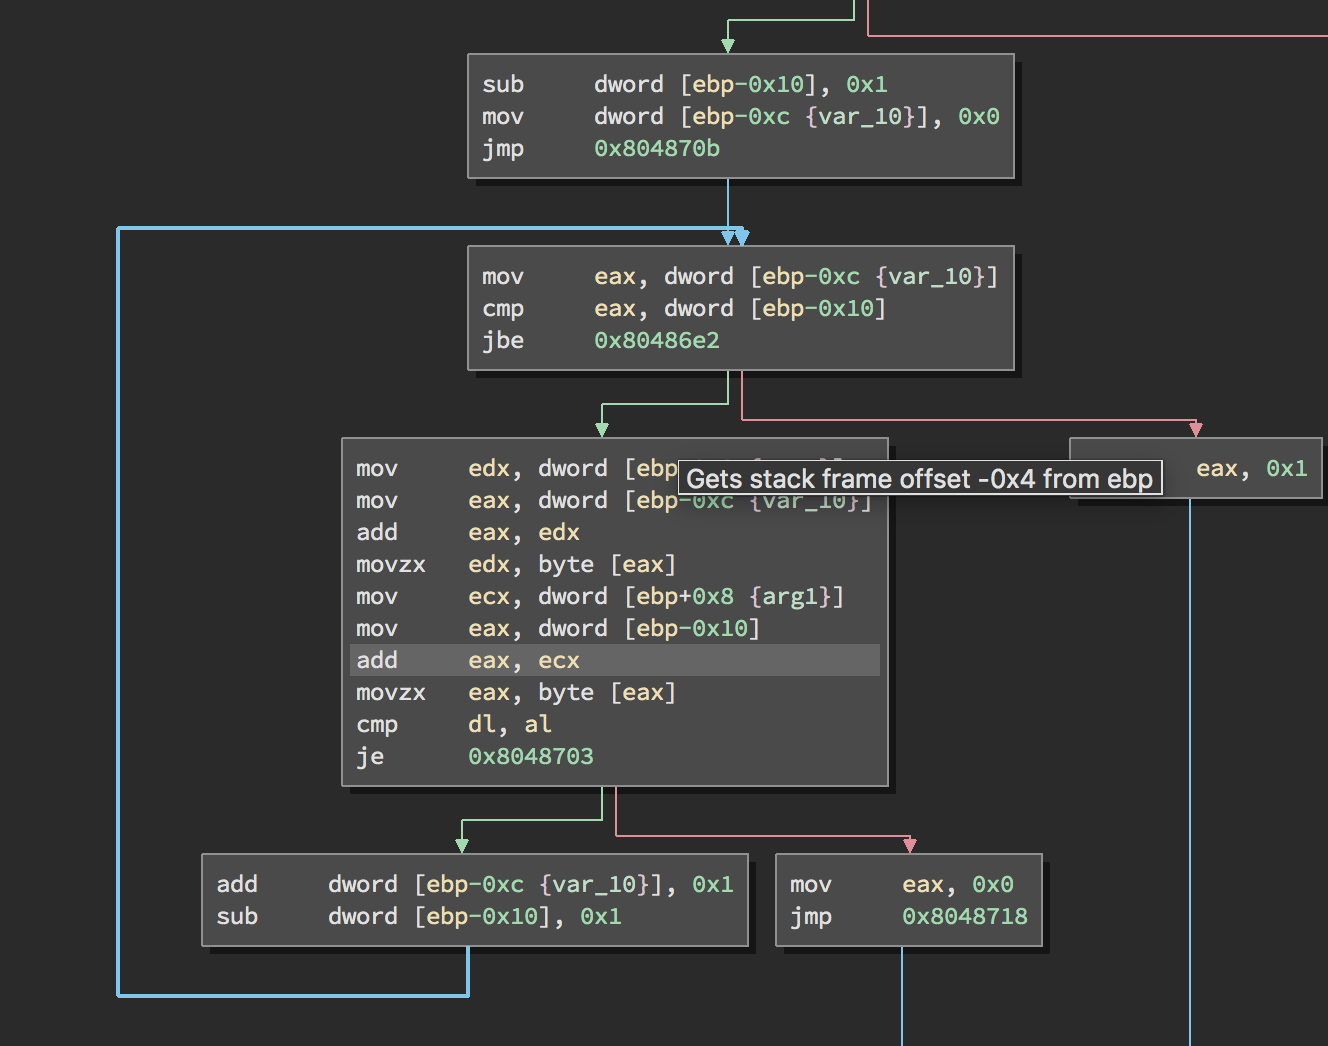 sub dword [ebp-0x10], 0x1
mov dword [ebp-0xc {var_10}], 0x0
jmp 0x804870b
mov eax, dword [ebp-0xc {var_10}]
cmp eax, dword [ebp-0x10]
jbe 0x80486e2
mov edx, dword [ebp
Gets stack frame offset -0x4 from ebp
mov eax, dword [ebp-0xc {var_10}]
add eax, edx
movzx edx, byte [eax]
mov ecx, dword [ebp+0x8 {arg1}]
mov eax, dword [ebp-0x10]
add eax, ecx
movzx eax, byte [eax]
cmp dl, al
je 0x8048703
eax, 0x1
add dword [ebp-0xc {var_10}], 0x1
sub dword [ebp-0x10], 0x1
mov eax, 0x0
jmp 0x8048718